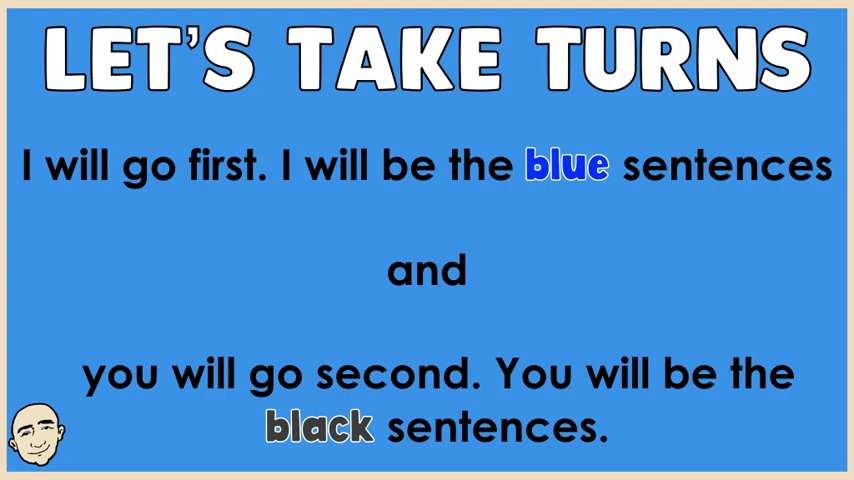 LET'S TAKE TURNS
I will go first. I will be the blue sentences
and
you will go second. You will be the
black sentences.